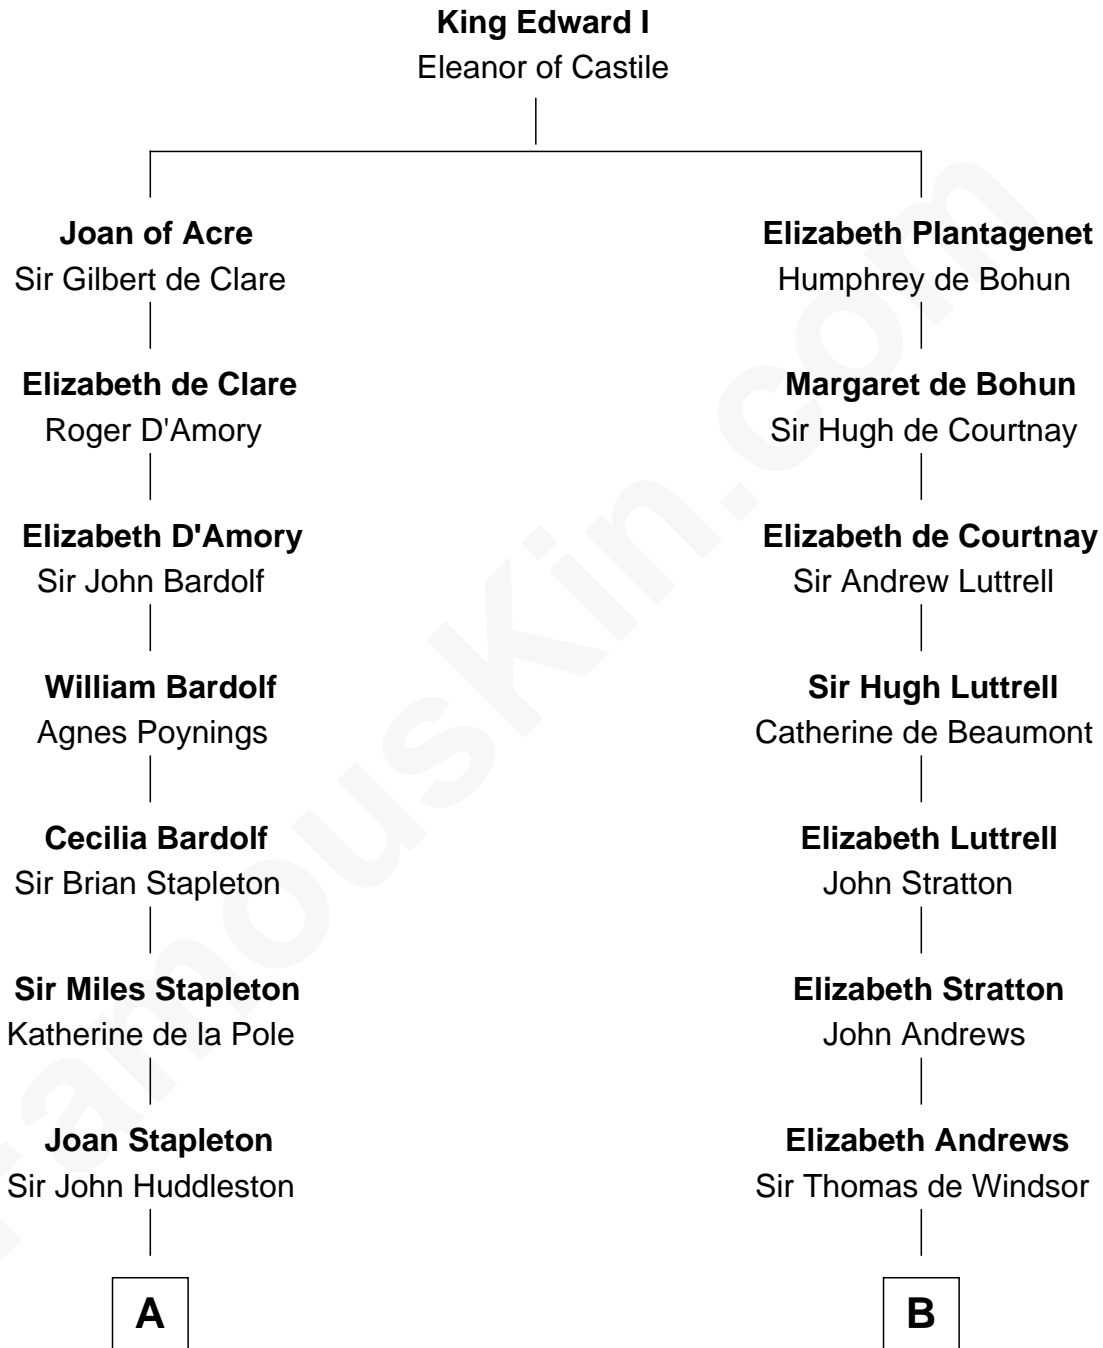 King Edward I
Eleanor of Castile
Joan of Acre
Sir Gilbert de Clare
Elizabeth Plantagenet
Humphrey de Bohun
Elizabeth de Clare
Roger D'Amory
Margaret de Bohun
Sir Hugh de Courtnay
Elizabeth D'Amory
Sir John Bardolf
Elizabeth de Courtnay
Sir Andrew Luttrell
William Bardolf
Agnes Poynings
Sir Hugh Luttrell
Catherine de Beaumont
Cecilia Bardolf
Sir Brian Stapleton
Elizabeth Luttrell
John Stratton
Sir Miles Stapleton
Katherine de la Pole
Elizabeth Stratton
John Andrews
Joan Stapleton
Sir John Huddleston
Elizabeth Andrews
Sir Thomas de Windsor
A
B
FamousKin.com